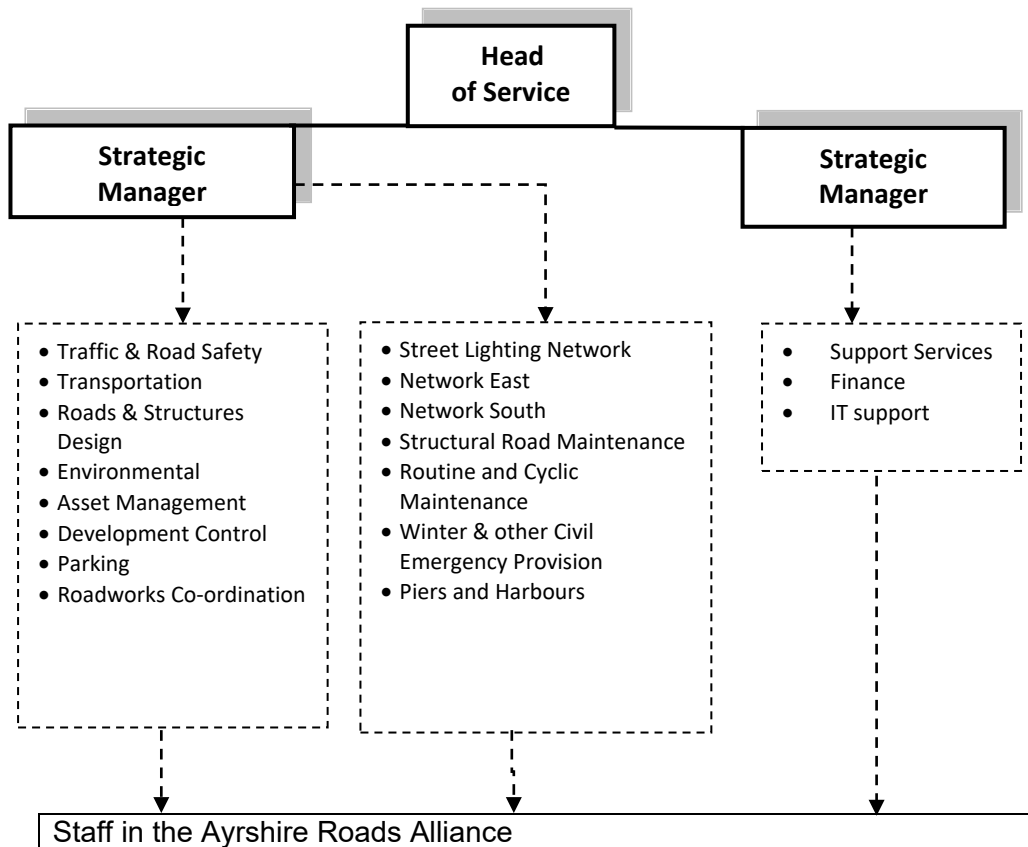 Head
of Service
Strategic
Manager
Strategic
Manager
• Traffic & Road Safety
• Transportation
• Roads & Structures
Design
• Environmental
• Asset Management
• Development Control
• Parking
• Roadworks Co-ordination
• Street Lighting Network
• Network East
• Network South
• Structural Road Maintenance
• Routine and Cyclic
Maintenance
• Winter & other Civil
Emergency Provision
• Piers and Harbours
• Support Services
• Finance
• IT support
Staff in the Ayrshire Roads Alliance